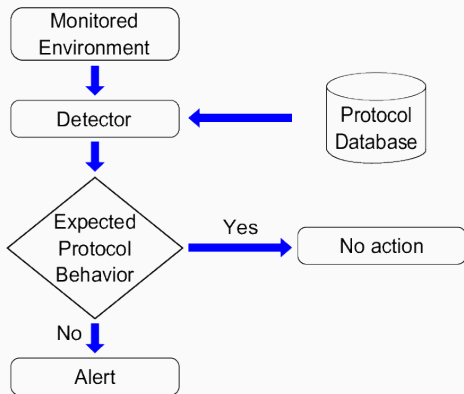 Monitored
Environment
Detector
Protocol
Database
Expected
Protocol
Behavior
Yes
No action
No
Alert